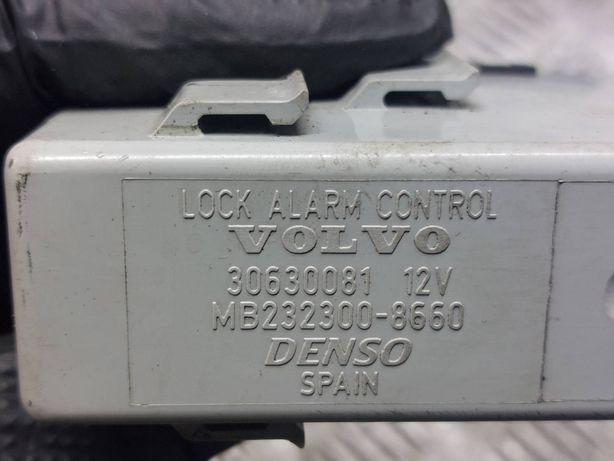 LOCK ALARM CONTROL
VOLVO
30630081 12V
MB232300-8660
DENSO
SPAIN